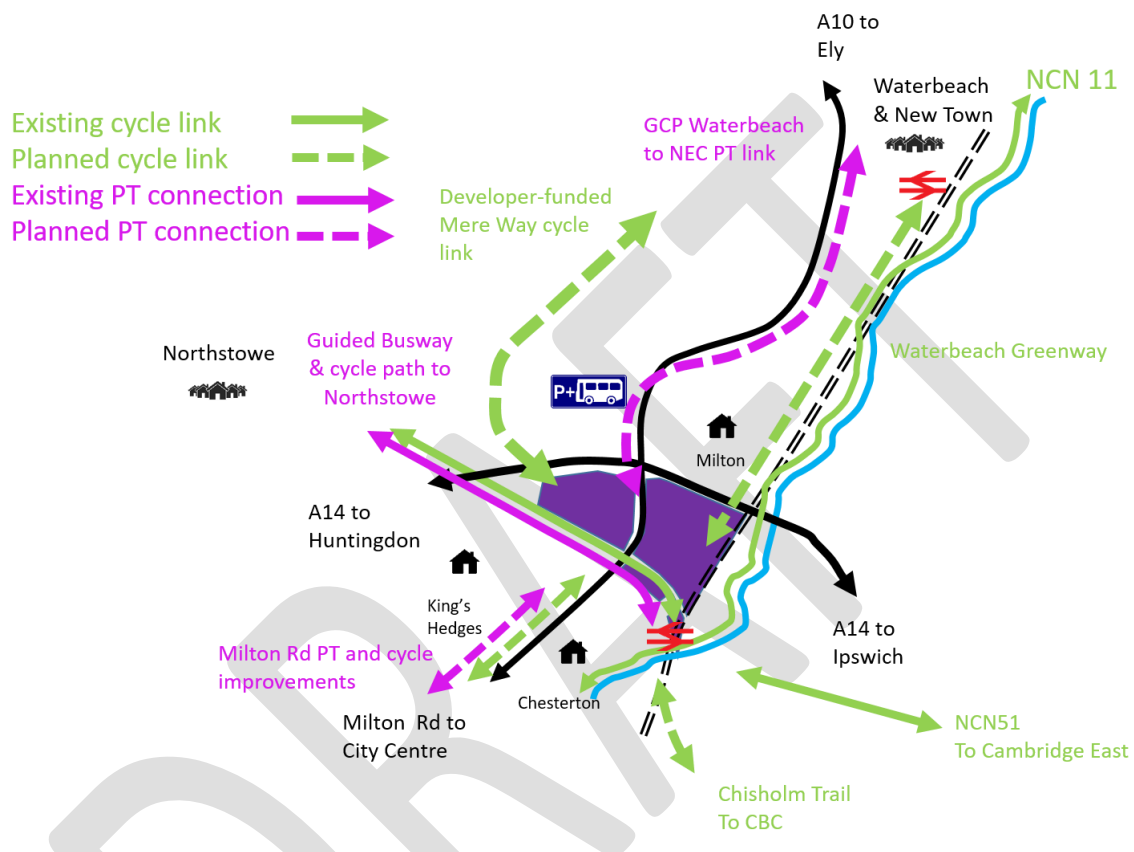 A10 to
Ely
Waterbeach
& New Town
NCN 11
Existing cycle link
Planned cycle link
Existing PT connection
Planned PT connection
GCP Waterbeach
to NEC PT link
Developer-funded
Mere Way cycle
link
Northstowe
Guided Busway
& cycle path to
Northstowe
P+
Waterbeach Greenway
Milton
A14 to
Huntingdon
King's
Hedges
A14 to
Ipswich
Milton Rd PT and cycle
improvements
Chesterton
Milton Rd to
City Centre
NCN51
To Cambridge East
Chisholm Trail
To CBC
DRAFT